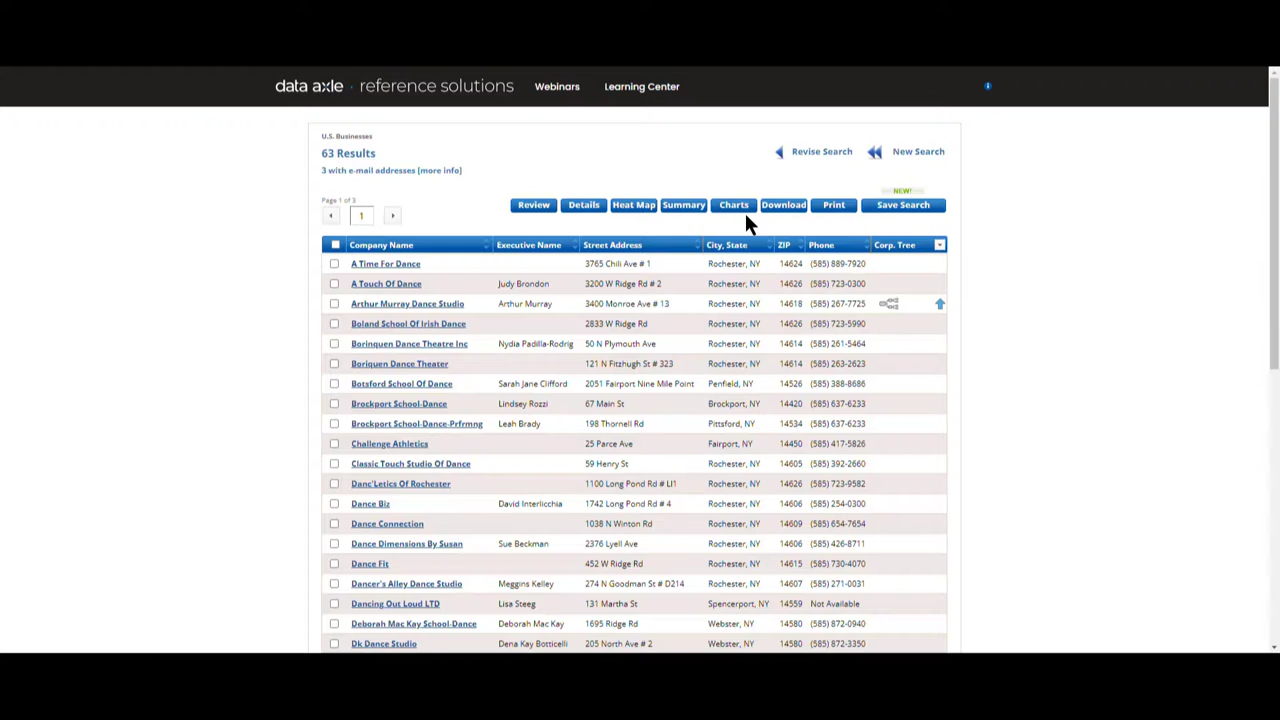 data axle · reference solutions Webinars Learning Center
U.S. Businesses
63 Results
3 with e-mail addresses [more info]
Revise Search New Search
NEW!
Page 1 of 3
1
Review Details Heat Map Summary Charts Download Print Save Search
Company Name Executive Name Street Address City, State ZIP Phone Corp. Tree
A Time For Dance 3765 Chili Ave # 1 Rochester, NY 14624 (585) 889-7920
A Touch Of Dance Judy Brondon 3200 W Ridge Rd # 2 Rochester, NY 14626 (585) 723-0300
Arthur Murray Dance Studio Arthur Murray 3400 Monroe Ave # 13 Rochester, NY 14618 (585) 267-7725
Boland School Of Irish Dance 2833 W Ridge Rd Rochester, NY 14626 (585) 723-5990
Borinquen Dance Theatre Inc Nydia Padilla-Rodrig 50 N Plymouth Ave Rochester, NY 14614 (585) 261-5464
Boriquen Dance Theater 121 N Fitzhugh St # 323 Rochester, NY 14614 (585) 263-2623
Botsford School Of Dance Sarah Jane Clifford 2051 Fairport Nine Mile Point Penfield, NY 14526 (585) 388-8686
Brockport School-Dance Lindsey Rozzi 67 Main St Brockport, NY 14420 (585) 637-6233
Brockport School-Dance-Prfrmng Leah Brady 198 Thornell Rd Pittsford, NY 14534 (585) 637-6233
Challenge Athletics 25 Parce Ave Fairport, NY 14450 (585) 417-5826
Classic Touch Studio Of Dance 59 Henry St Rochester, NY 14605 (585) 392-2660
Danc'Letics Of Rochester 1100 Long Pond Rd # Ll1 Rochester, NY 14626 (585) 723-9582
Dance Biz David Interlicchia 1742 Long Pond Rd # 4 Rochester, NY 14606 (585) 254-0300
Dance Connection 1038 N Winton Rd Rochester, NY 14609 (585) 654-7654
Dance Dimensions By Susan Sue Beckman 2376 Lyell Ave Rochester, NY 14606 (585) 426-8711
Dance Fit 452 W Ridge Rd Rochester, NY 14615 (585) 730-4070
Dancer's Alley Dance Studio Meggins Kelley 274 N Goodman St # D214 Rochester, NY 14607 (585) 271-0031
Dancing Out Loud LTD Lisa Steeg 131 Martha St Spencerport, NY 14559 Not Available
Deborah Mac Kay School-Dance Deborah Mac Kay 1695 Ridge Rd Webster, NY 14580 (585) 872-0940
Dk Dance Studio Dena Kay Botticelli 205 North Ave # 2 Webster, NY 14580 (585) 872-3350